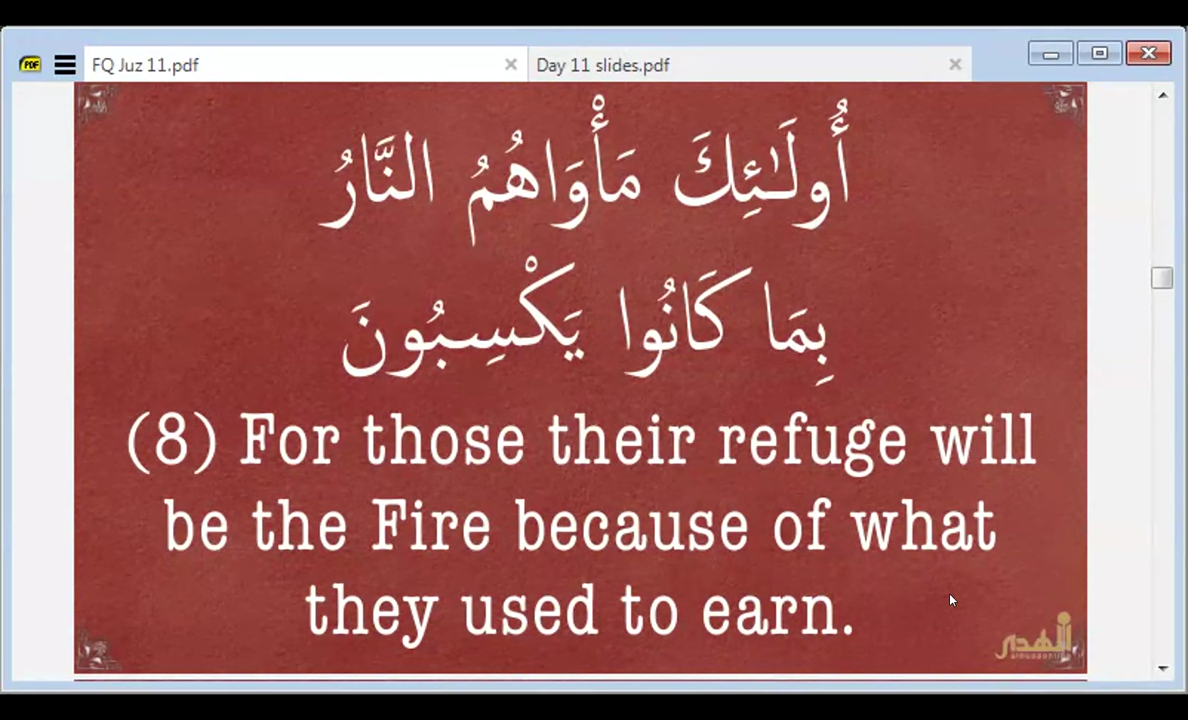 FQ Juz 11.pdf
Day 11 slides.pdf
أُولَٰئِكَ مَأْوَاهُمُ النَّارُ
بِمَا كَانُوا يَكْسِبُونَ
(8) For those their refuge will
be the Fire because of what
they used to earn.
الهدى